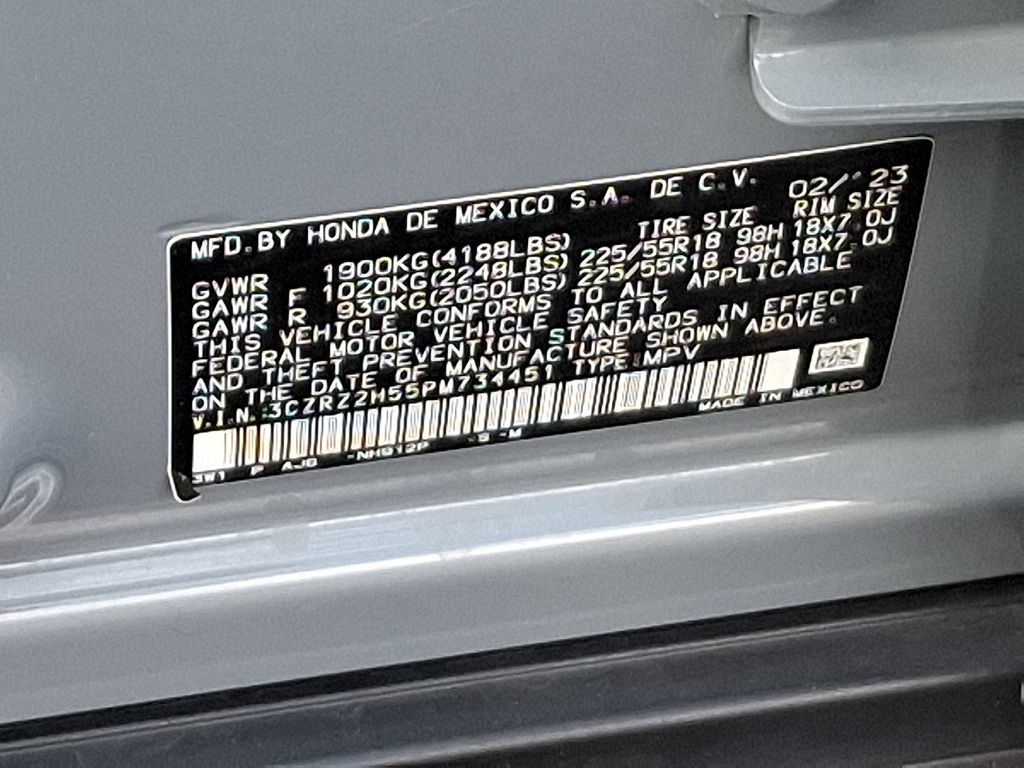 MFD.BY HONDA DE MEXICO S.A. DE C.V. 02/'23
TIRE SIZE RIM SIZE
GVWR 1900KG(4188LBS)
GAWR F 1020KG(2248LBS) 225/55R18 98H 18X7.0J
GAWR R 930KG(2050LBS) 225/55R18 98H 18X7.0J
THIS VEHICLE CONFORMS TO ALL APPLICABLE
FEDERAL MOTOR VEHICLE SAFETY
AND THEFT PREVENTION STANDARDS IN EFFECT
ON THE DATE OF MANUFACTURE SHOWN ABOVE.
V.I.N.:3CZRZ2H55PM734451 TYPE:MPV
MADE IN MEXICO
3W1 P AJ0 -NH912P -S -M